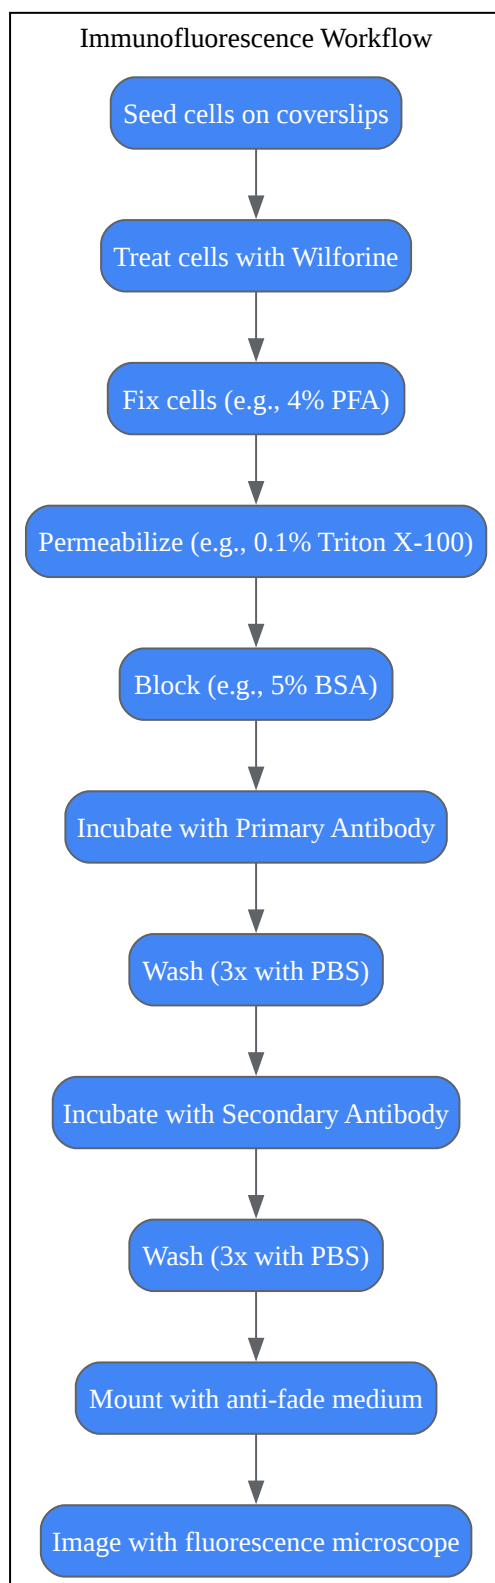 Immunofluorescence Workflow
Seed cells on coverslips
Treat cells with Wilforine
Fix cells (e.g., 4% PFA)
Permeabilize (e.g., 0.1% Triton X-100)
Block (e.g., 5% BSA)
Incubate with Primary Antibody
Wash (3x with PBS)
Incubate with Secondary Antibody
Wash (3x with PBS)
Mount with anti-fade medium
Image with fluorescence microscope